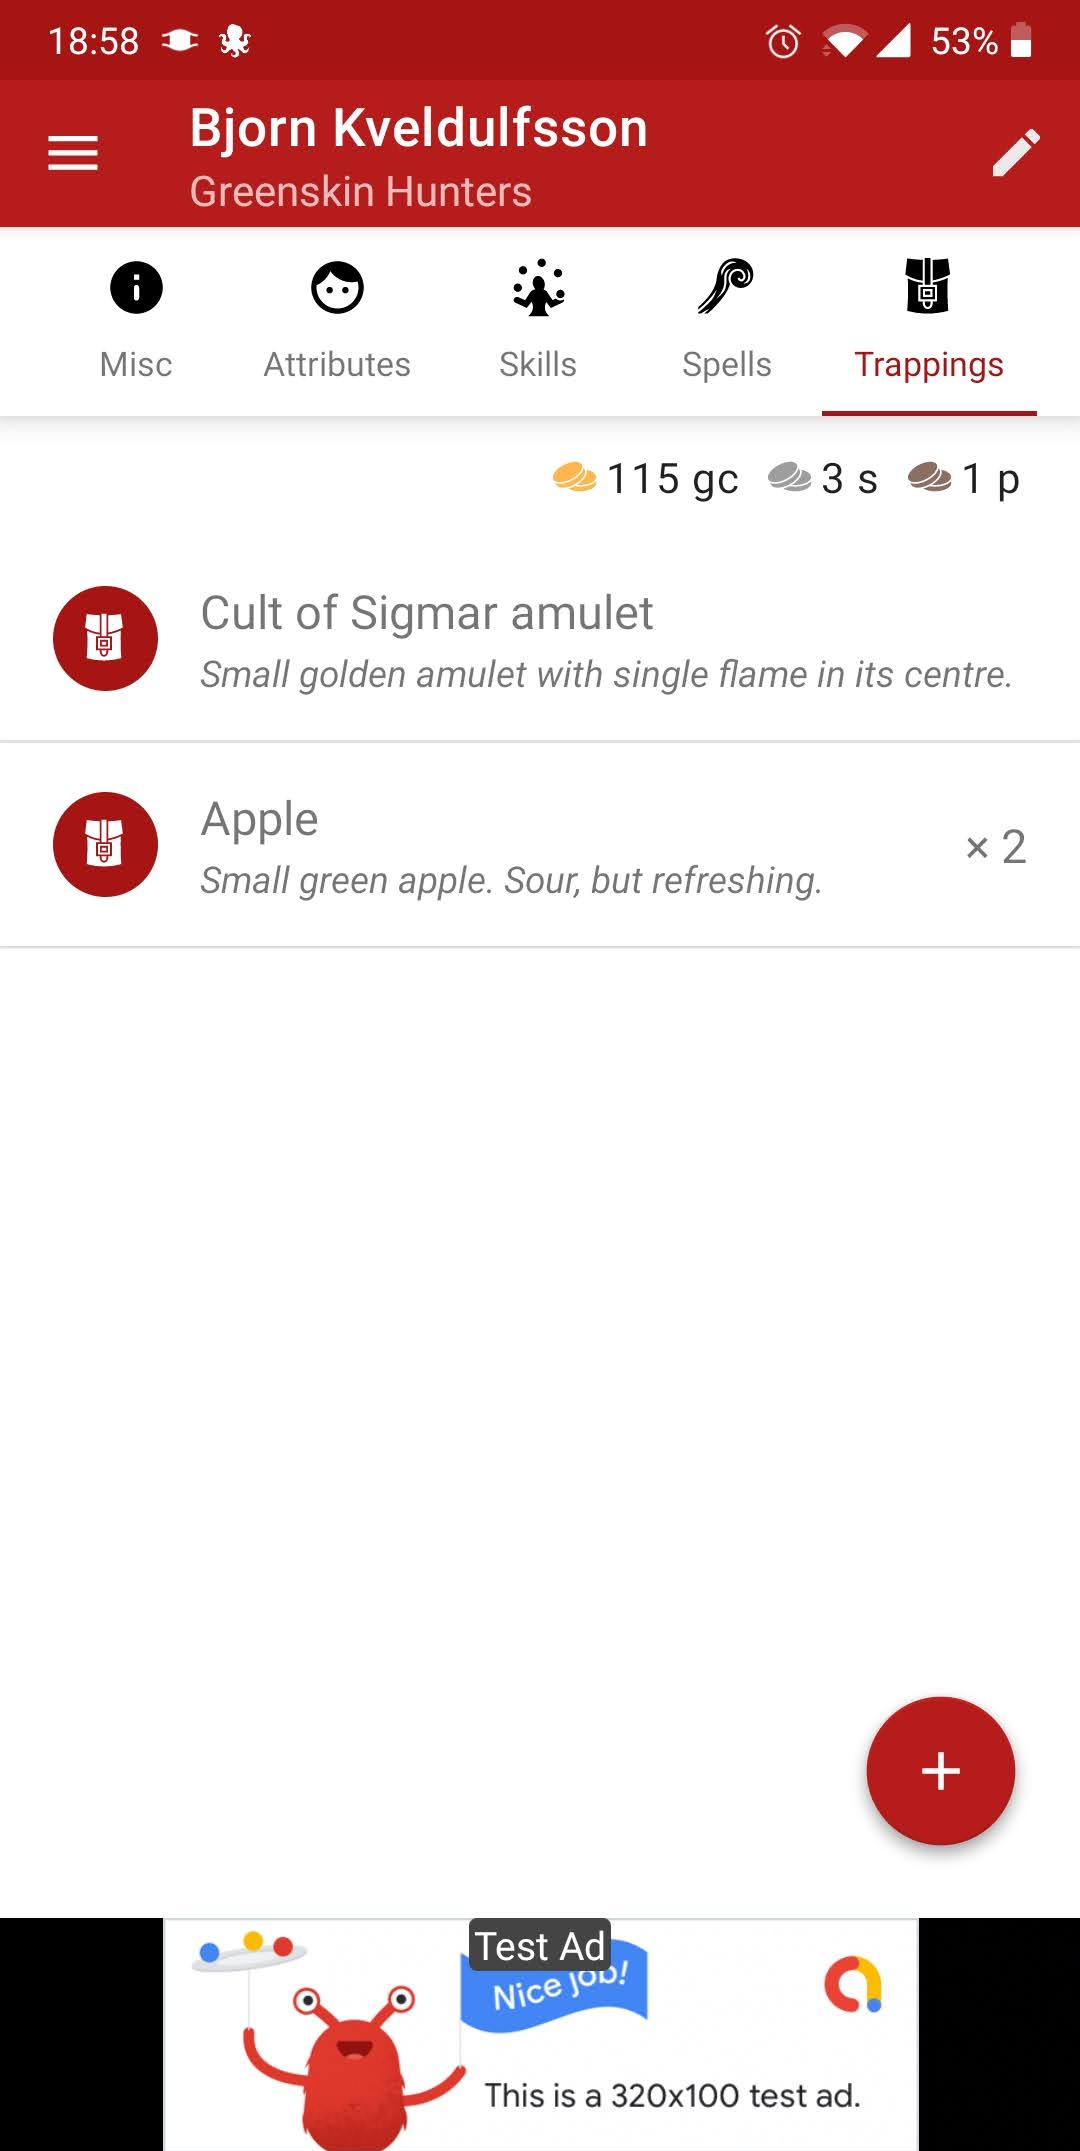 18:58
53%
Bjorn Kveldulfsson
Greenskin Hunters
Misc Attributes Skills Spells Trappings
115 gc 3 s 1 p
Cult of Sigmar amulet
Small golden amulet with single flame in its centre.
Apple
Small green apple. Sour, but refreshing.
× 2
Test Ad
Nice job!
This is a 320x100 test ad.